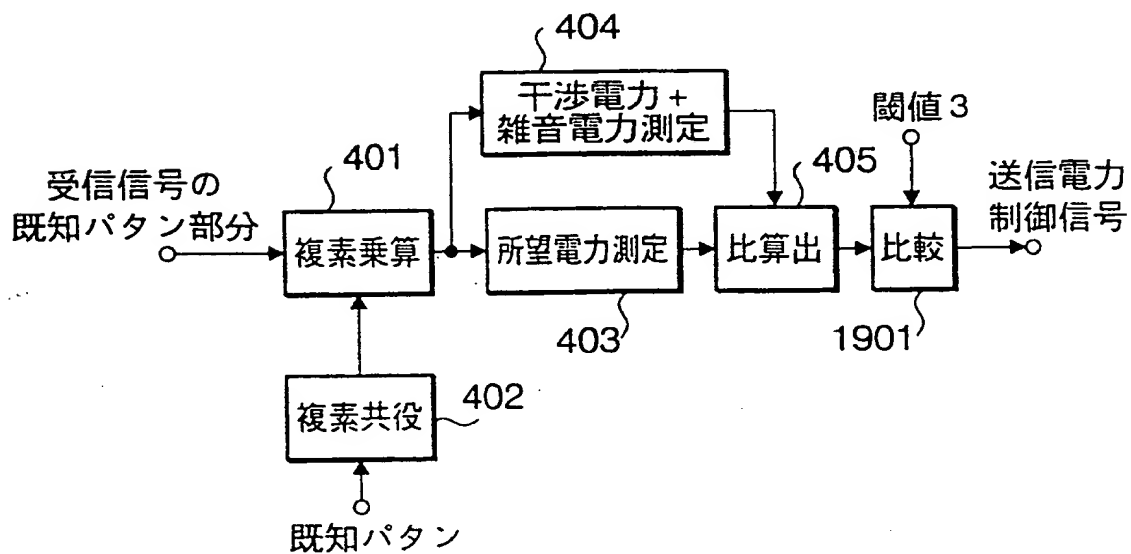 404
干渉電力+
雑音電力測定
閾値3
401
405
受信信号の
既知パタン部分
送信電力
制御信号
複素乗算
所望電力測定
比算出
比較
403
1901
402
複素共役
既知パタン